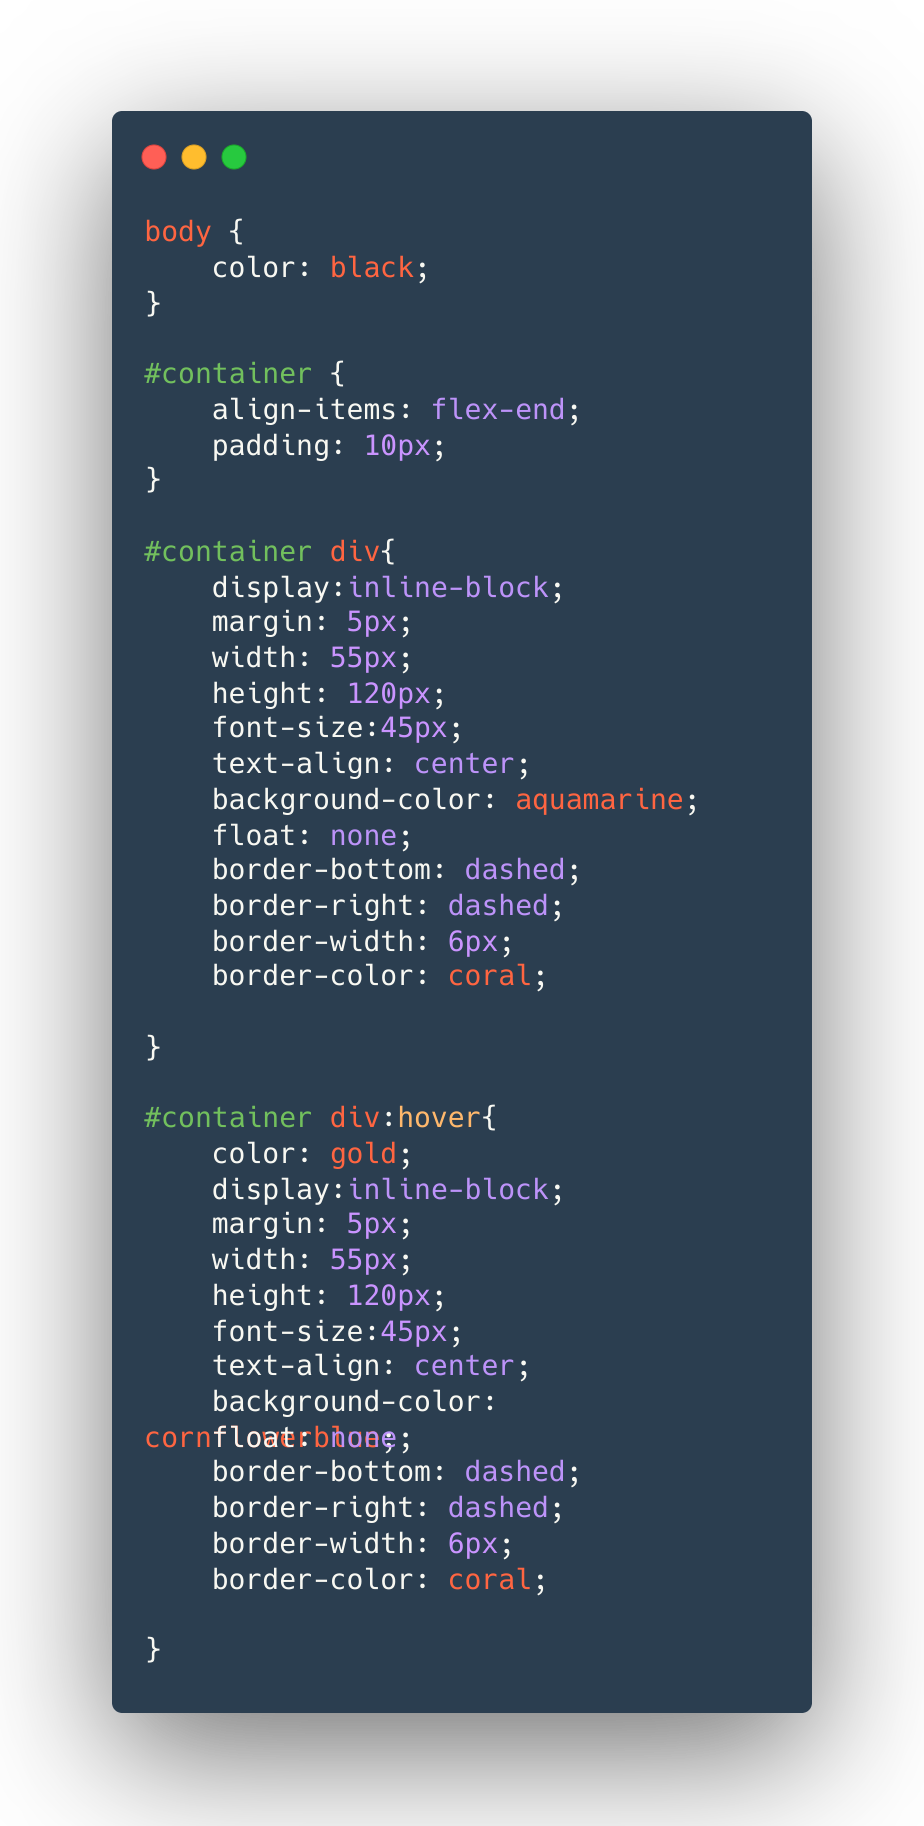 body {
    color: black;
}

#container {
    align-items: flex-end;
    padding: 10px;
}

#container div{
    display:inline-block;
    margin: 5px;
    width: 55px;
    height: 120px;
    font-size:45px;
    text-align: center;
    background-color: aquamarine;
    float: none;
    border-bottom: dashed;
    border-right: dashed;
    border-width: 6px;
    border-color: coral;

}

#container div:hover{
    color: gold;
    display:inline-block;
    margin: 5px;
    width: 55px;
    height: 120px;
    font-size:45px;
    text-align: center;
    background-color:
cornflowerblue;
    float: none;
    border-bottom: dashed;
    border-right: dashed;
    border-width: 6px;
    border-color: coral;

}